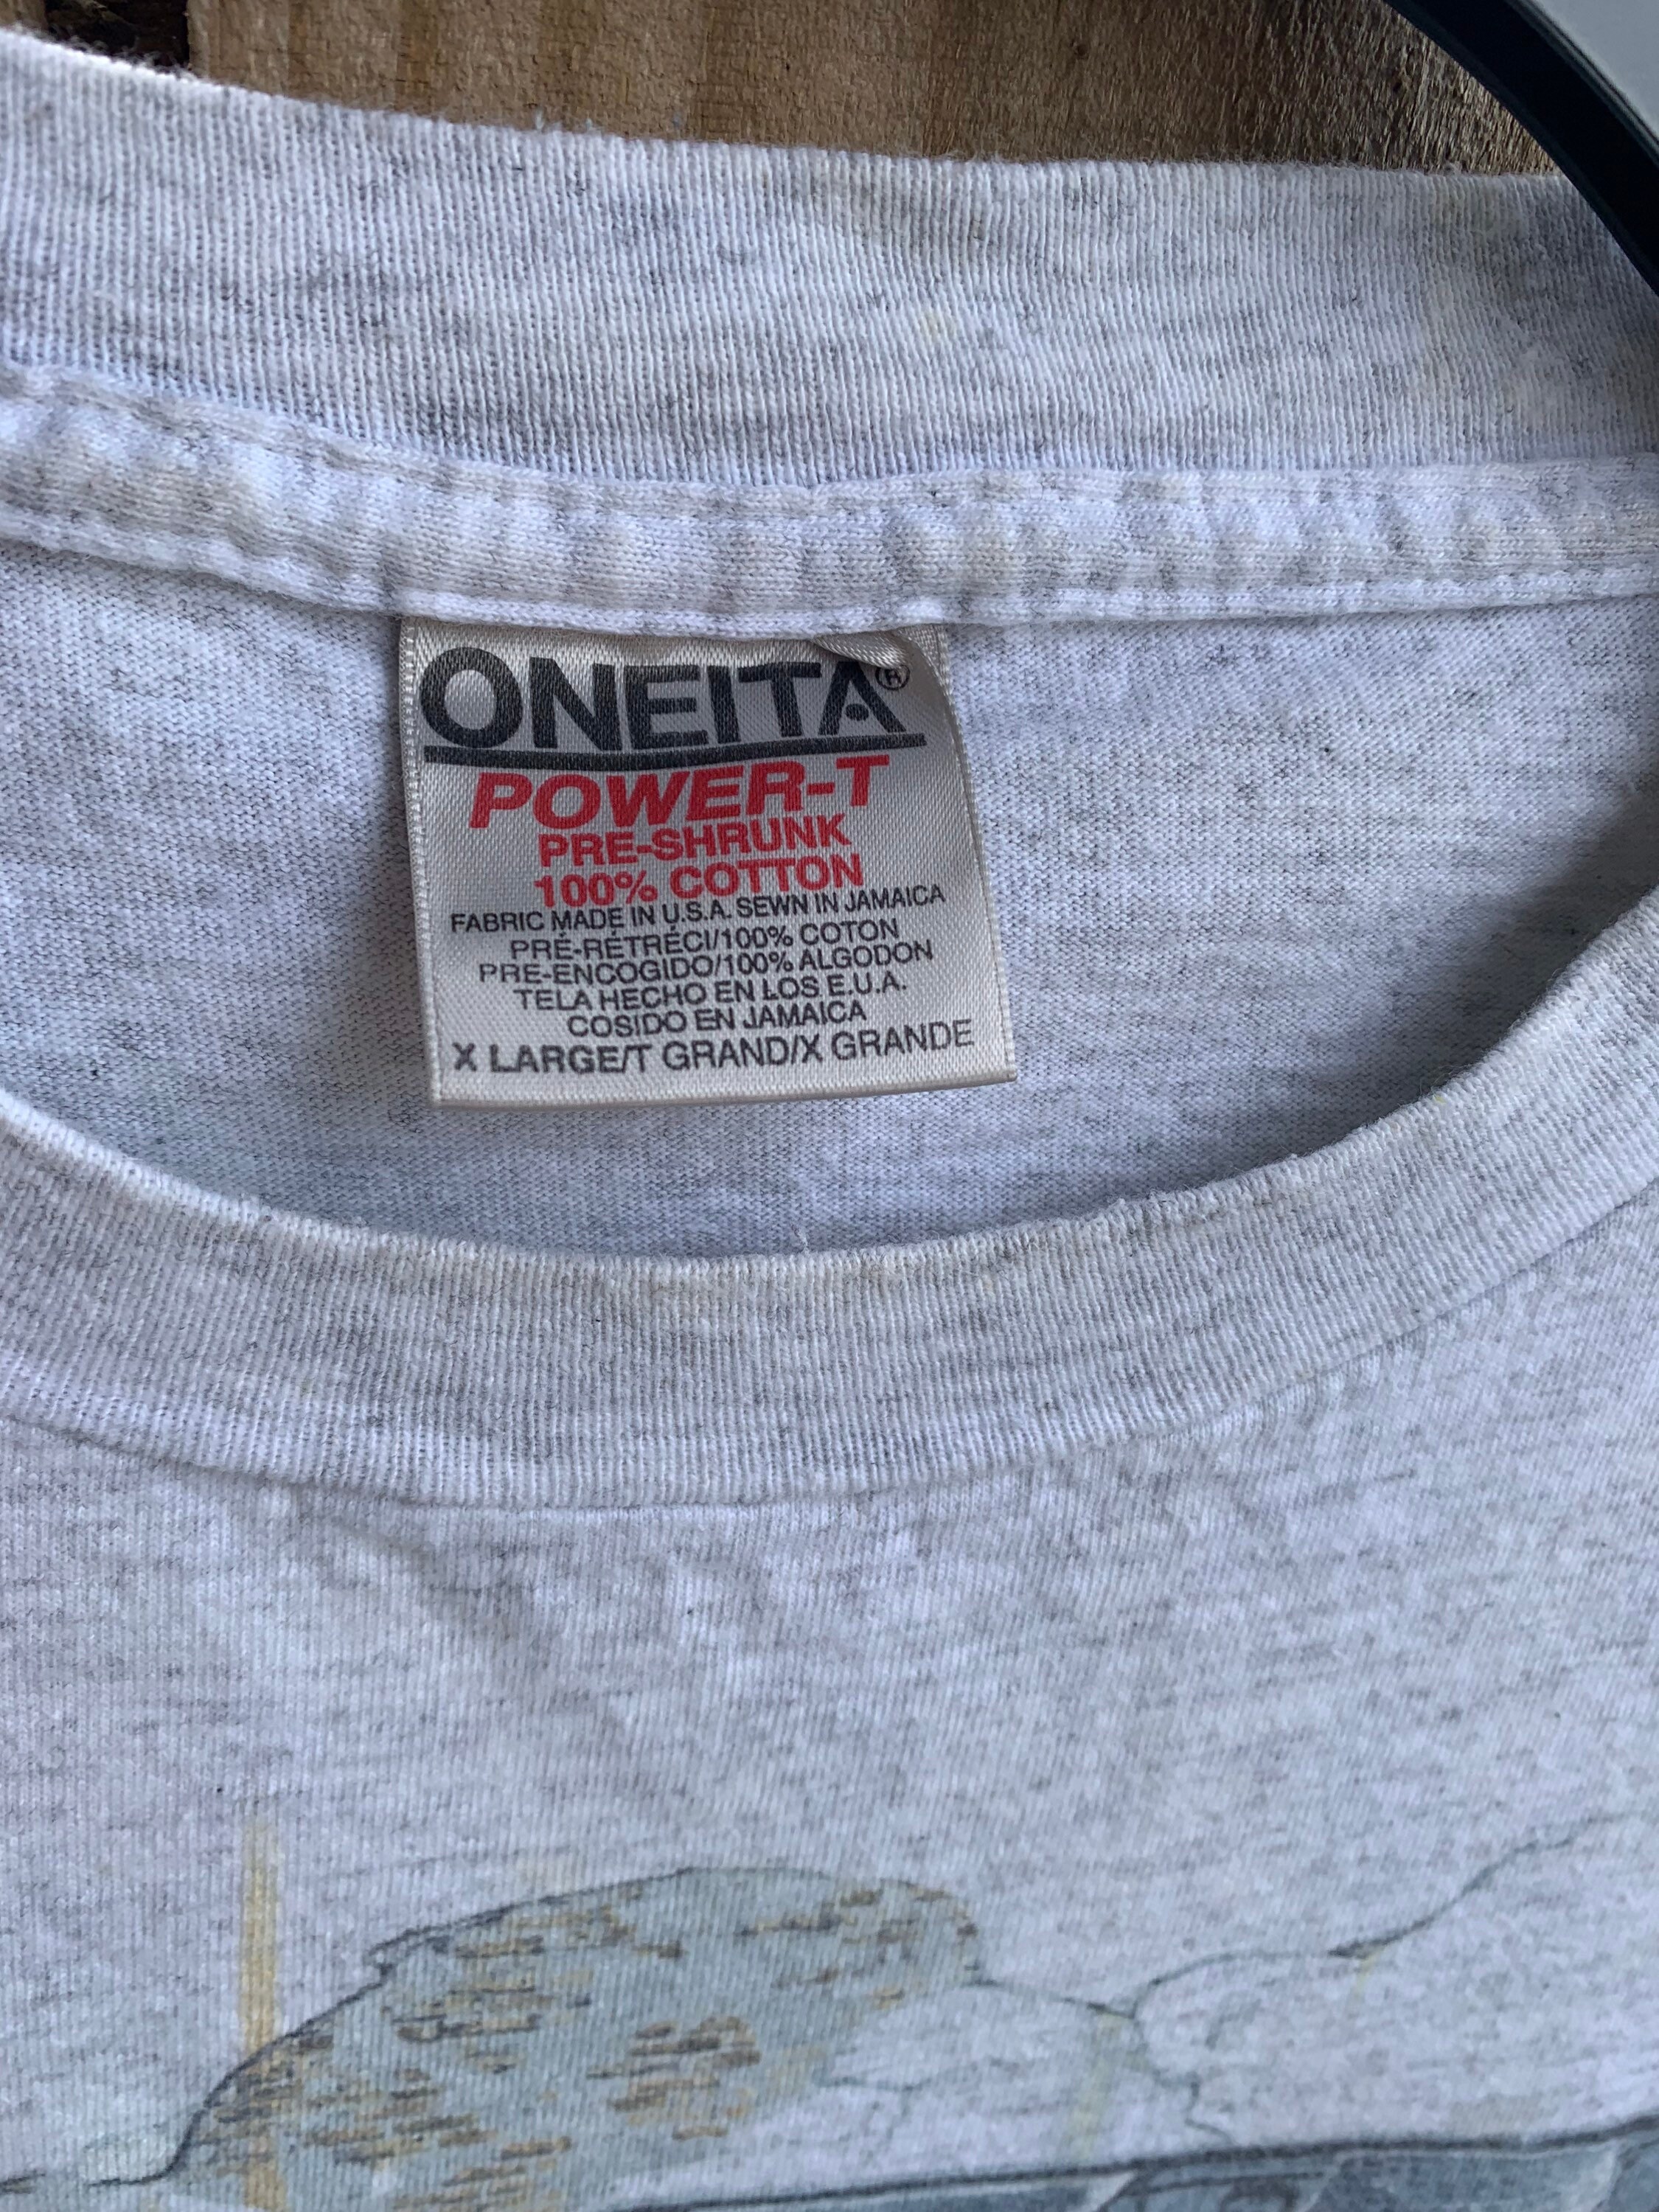 ONEITA®
POWER-T
PRE-SHRUNK
100% COTTON
FABRIC MADE IN U.S.A. SEWN IN JAMAICA
PRÉ-RÉTRÉCI/100% COTON
PRE-ENCOGIDO/100% ALGODON
TELA HECHO EN LOS E.U.A.
COSIDO EN JAMAICA
X LARGE/T GRAND/X GRANDE